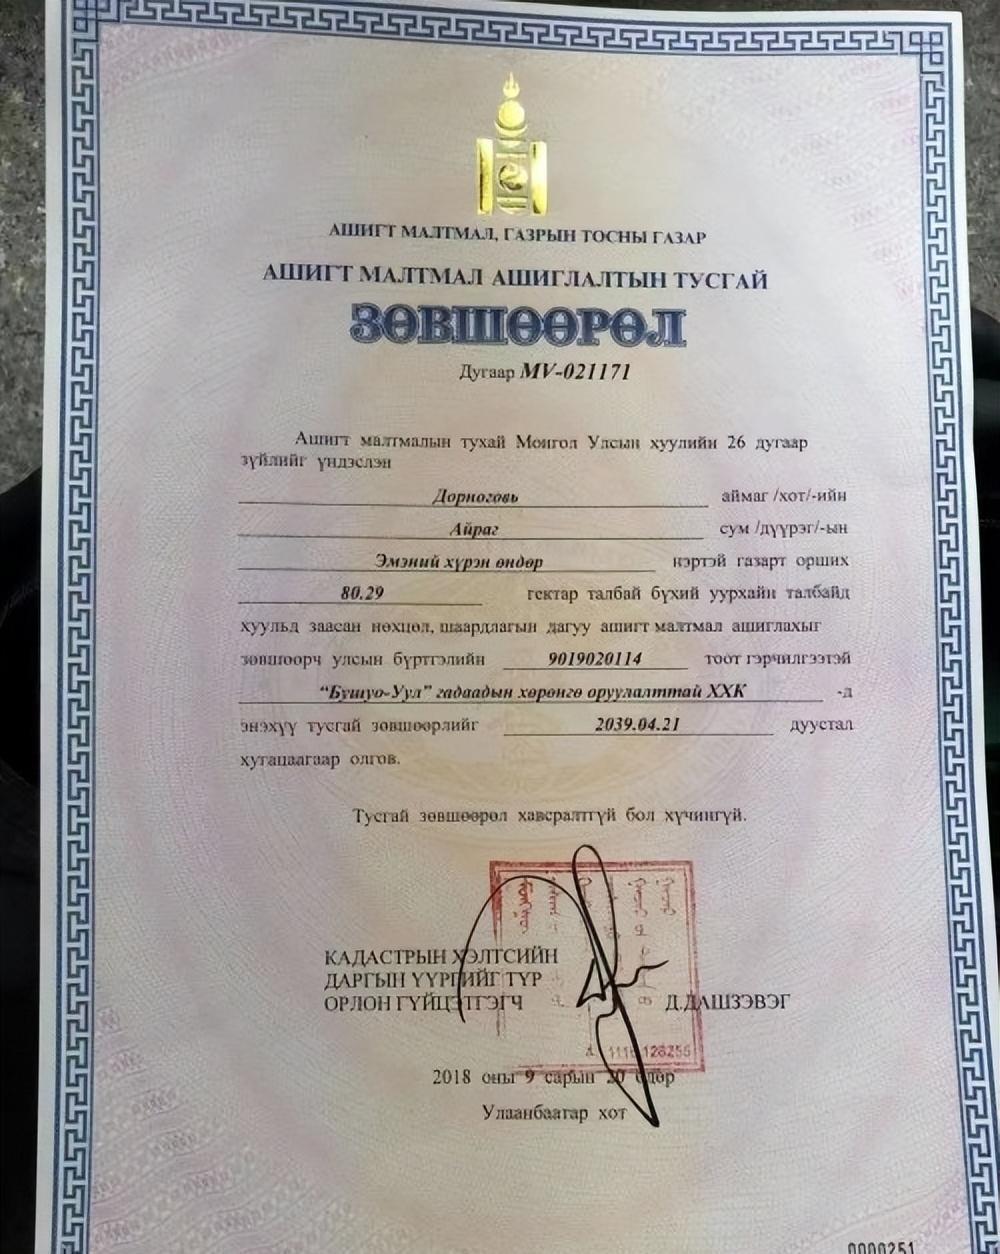 АШИГТ МАЛТМАЛ, ГАЗРЫН ТОСНЫ ГАЗАР
АШИГТ МАЛТМАЛ АШИГЛАЛТЫН ТУСГАЙ
ЗӨВШӨӨРӨЛ
Дугаар MV-021171
Ашигт малтмалын тухай Монгол Улсын хуулийн 26 дугаар
зүйлийг үндэслэн
Дорноговь аймаг /хот/-ийн
Айраг сум /дүүрэг/-ын
Эмэний хүрэн өндөр нэртэй газарт орших
80.29 гектар талбай бүхий уурхайн талбайд
хуульд заасан нөхцөл, шаардлагын дагуу ашигт малтмал ашиглахыг
зөвшөөрч улсын бүртгэлийн 9019020114 тоот гэрчилгээтэй
"Бушуо-Уул" гадаадын хөрөнгө оруулалттай ХХК -д
энэхүү тусгай зөвшөөрлийг 2039.04.21 дуустал
хугацаагаар олгов.
Тусгай зөвшөөрөл хавсралтгүй бол хүчингүй.
КАДАСТРЫН ХЭЛТСИЙН
ДАРГЫН ҮҮРГИЙГ ТҮР
ОРЛОН ГҮЙЦЭТГЭГЧ Д.ДАШЗЭВЭГ
2018 оны 9 сарын 20 өдөр
Улаанбаатар хот
0000251